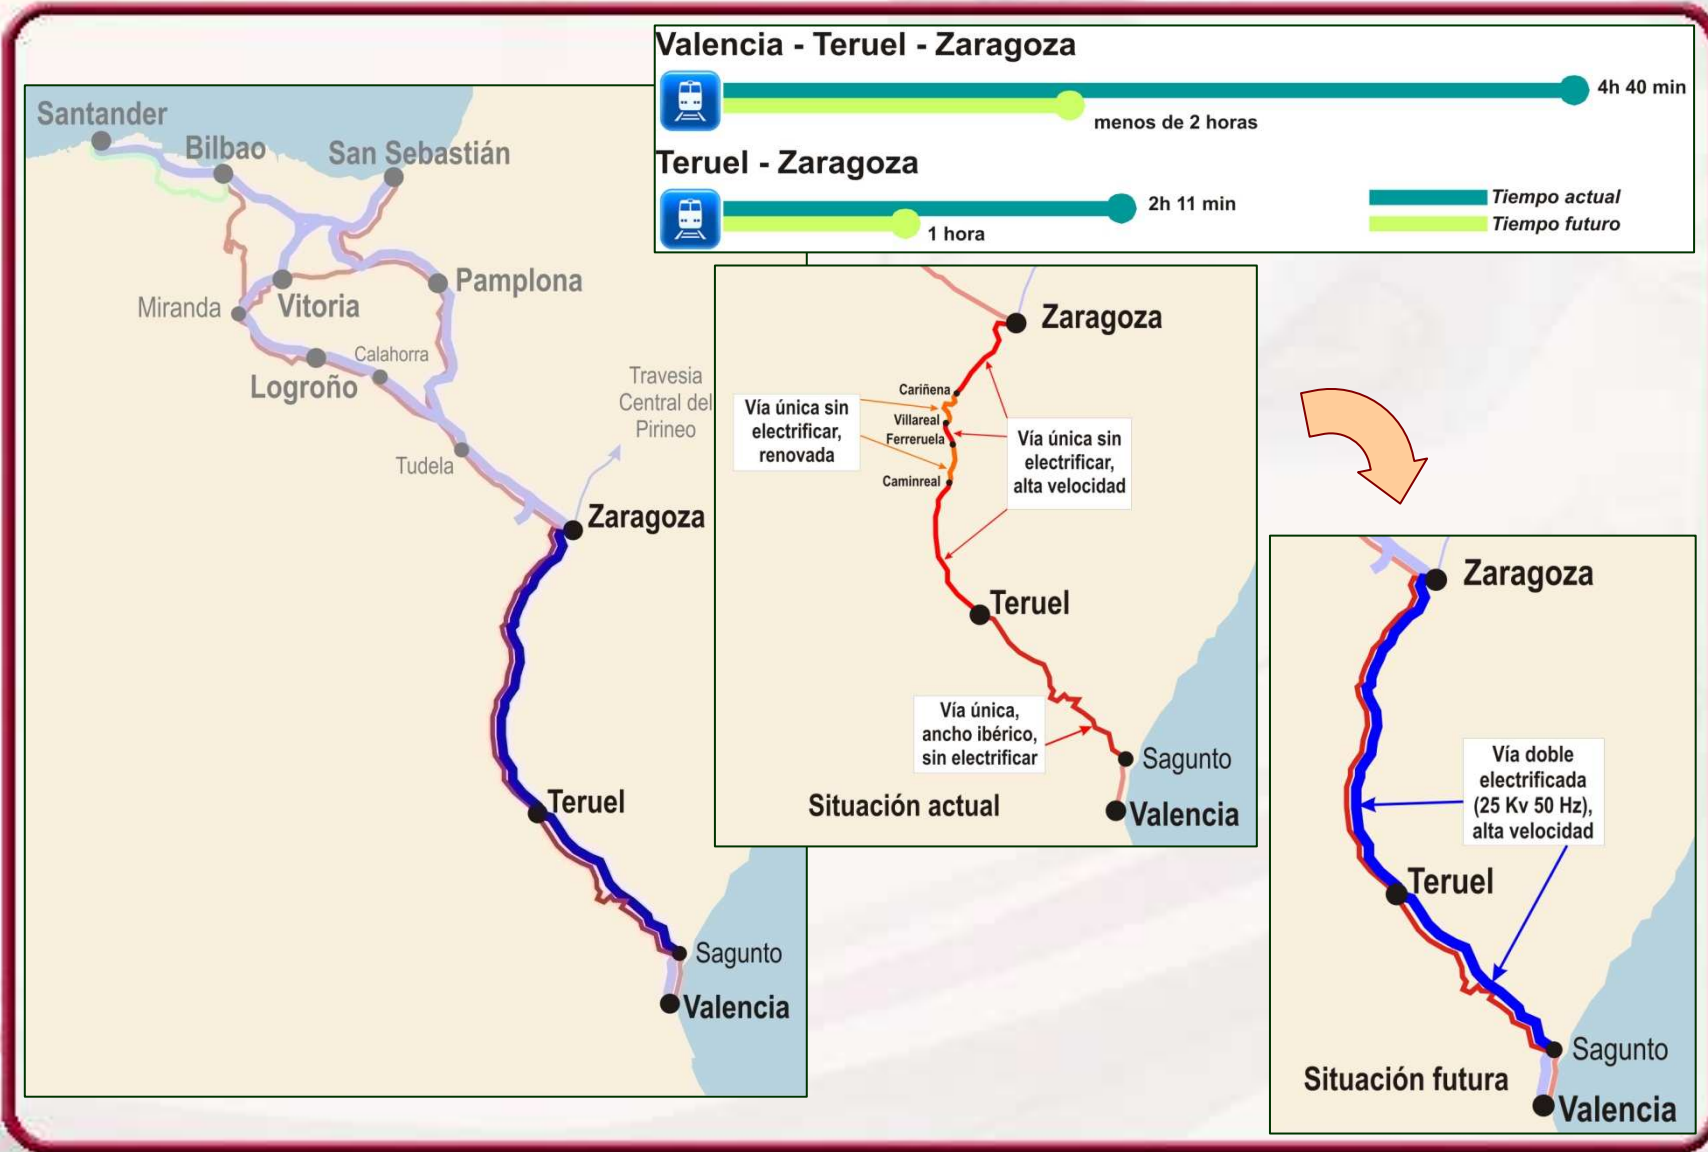 Valencia - Teruel - Zaragoza
4h 40 min
menos de 2 horas
Teruel - Zaragoza
2h 11 min
1 hora
Tiempo actual
Tiempo futuro
Santander
Bilbao
San Sebastián
Pamplona
Vitoria
Miranda
Calahorra
Logroño
Travesia
Central del
Pirineo
Tudela
Zaragoza
Teruel
Sagunto
Valencia
Zaragoza
Cariñena
Villareal
Ferreruela
Caminreal
Vía única sin
electrificar,
renovada
Vía única sin
electrificar,
alta velocidad
Teruel
Vía única,
ancho ibérico,
sin electrificar
Sagunto
Situación actual
Valencia
Zaragoza
Vía doble
electrificada
(25 Kv 50 Hz),
alta velocidad
Teruel
Sagunto
Situación futura
Valencia